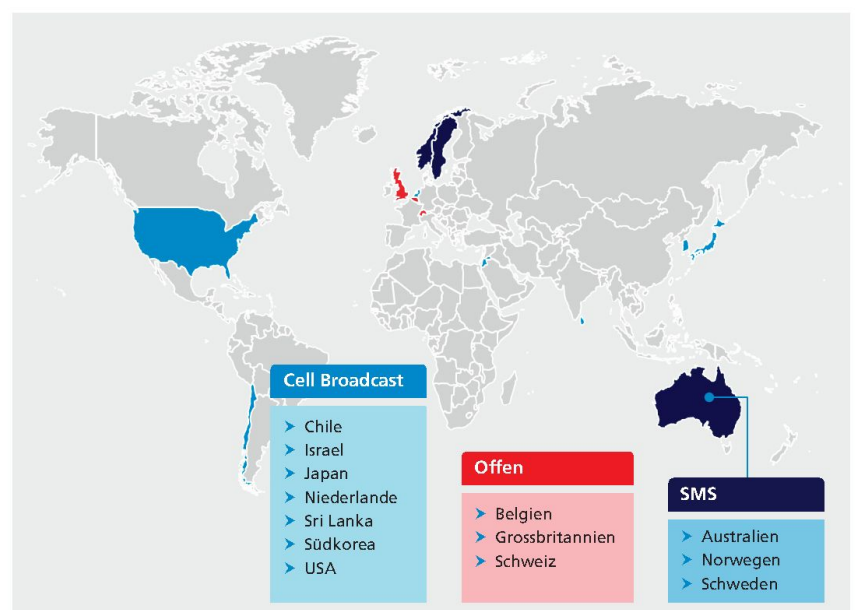 Cell Broadcast
Chile
Israel
Japan
Niederlande
Sri Lanka
Südkorea
USA
Offen
Belgien
Grossbritannien
Schweiz
SMS
Australien
Norwegen
Schweden